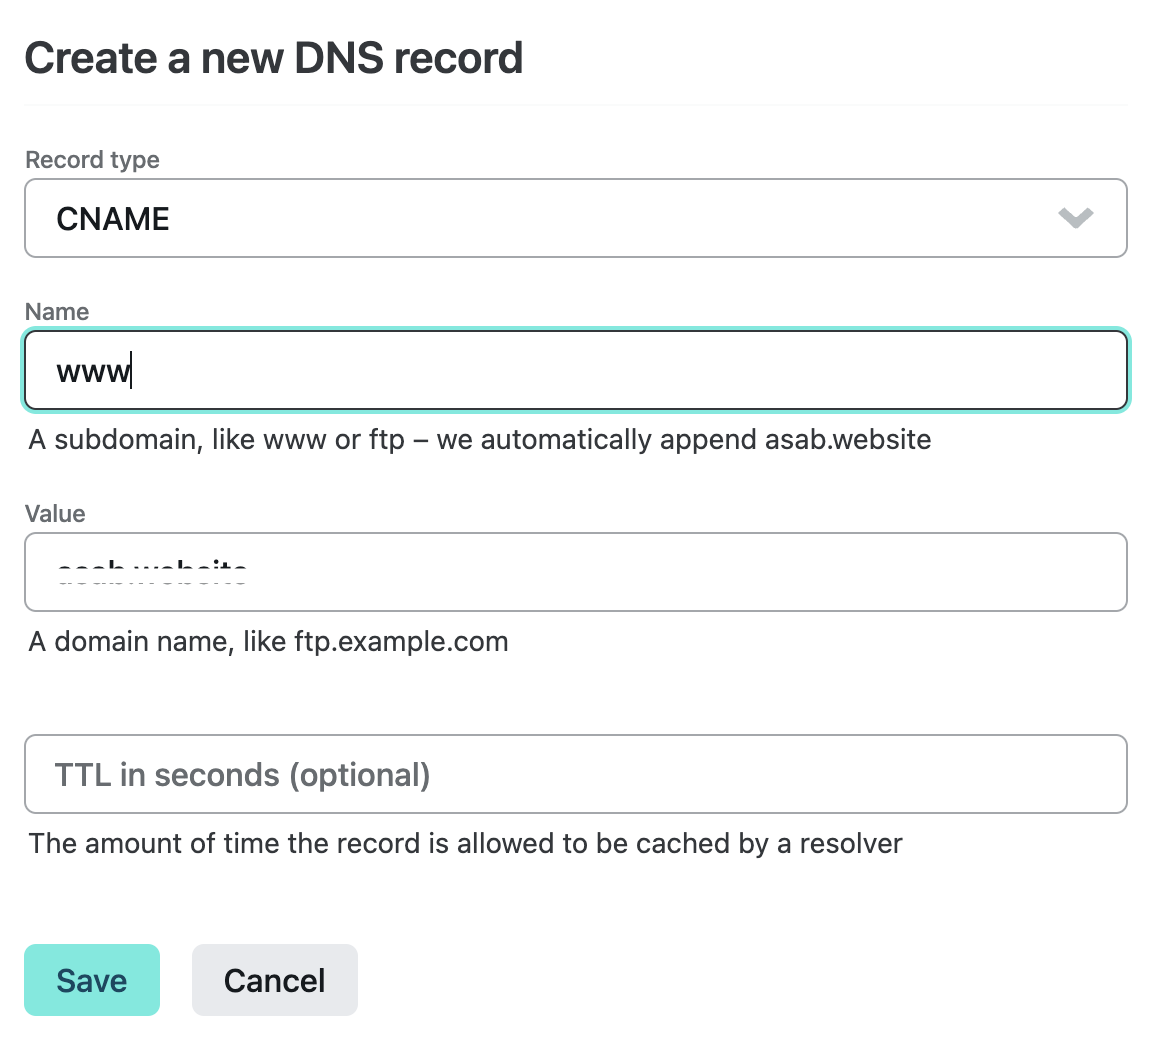 Create a new DNS record
Record type
CNAME
Name
www
A subdomain, like www or ftp – we automatically append asab.website
Value
A domain name, like ftp.example.com
TTL in seconds (optional)
The amount of time the record is allowed to be cached by a resolver
Save
Cancel